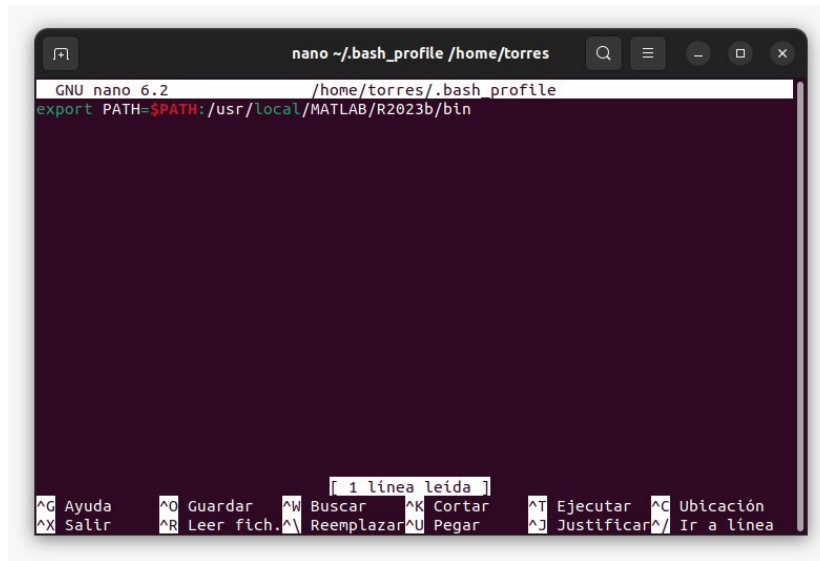 nano ~/.bash_profile /home/torres
GNU nano 6.2 /home/torres/.bash_profile
export PATH=$PATH:/usr/local/MATLAB/R2023b/bin
[ 1 línea leída ]
^G Ayuda ^O Guardar ^W Buscar ^K Cortar ^T Ejecutar ^C Ubicación
^X Salir ^R Leer fich. ^\ Reemplazar ^U Pegar ^J Justificar ^/ Ir a línea